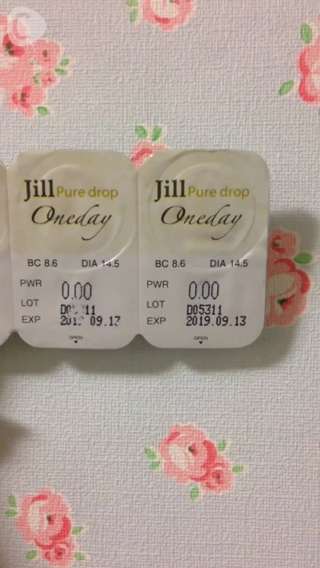 Jill Pure drop
Oneday
BC 8.6 DIA 14.5
PWR 0.00
LOT D05311
EXP 2019.09.13
OPEN
Jill Pure drop
Oneday
BC 8.6 DIA 14.5
PWR 0.00
LOT D05311
EXP 2019.09.13
OPEN